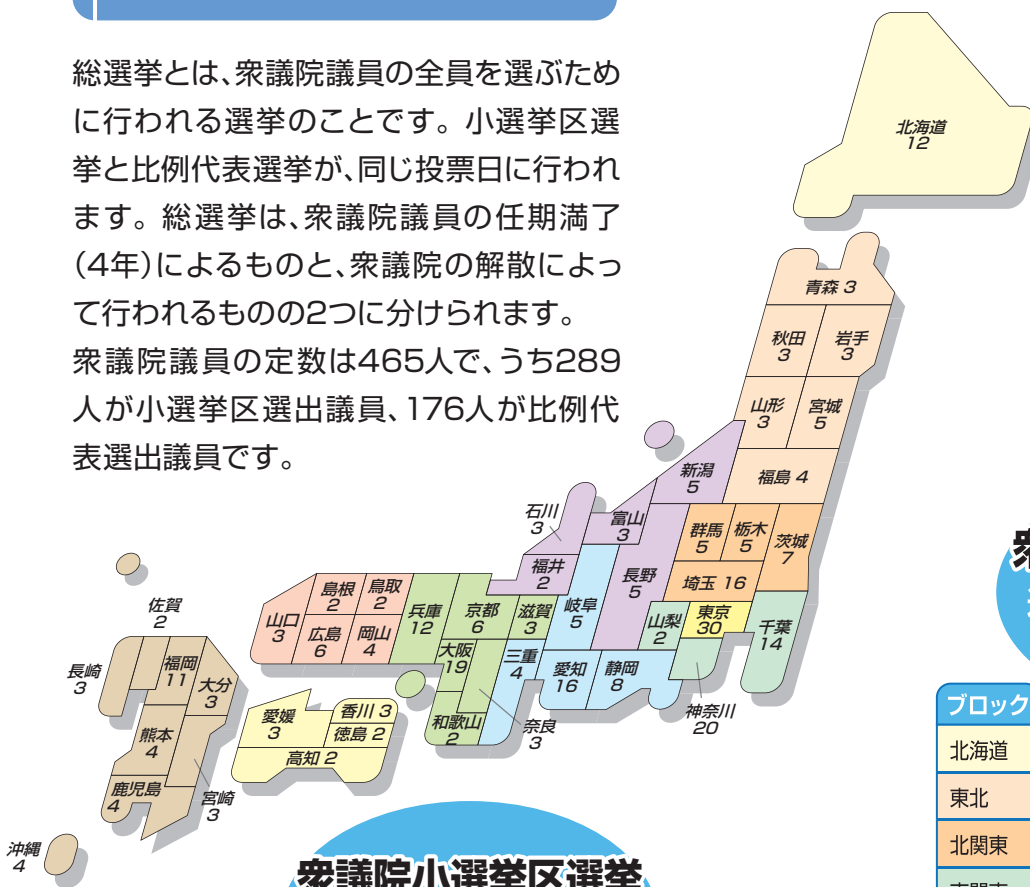 総選挙とは、衆議院議員の全員を選ぶため
に行われる選挙のことです。小選挙区選
挙と比例代表選挙が、同じ投票日に行われ
ます。総選挙は、衆議院議員の任期満了
(4年)によるものと、衆議院の解散によっ
て行われるものの2つに分けられます。
衆議院議員の定数は465人で、うち289
人が小選挙区選出議員、176人が比例代
表選出議員です。
北海道
12
青森 3
秋田
3
岩手
3
山形
3
宮城
5
福島 4
新潟
5
石川
3
富山
3
福井
2
長野
5
群馬
5
栃木
5
茨城
7
埼玉 16
東京
30
千葉
14
神奈川
20
山梨
2
岐阜
5
愛知
16
静岡
8
三重
4
滋賀
3
京都
6
兵庫
12
大阪
19
奈良
3
和歌山
2
鳥取
2
島根
2
岡山
4
広島
6
山口
3
香川 3
徳島 2
愛媛
3
高知 2
佐賀
2
長崎
3
福岡
11
大分
3
熊本
4
宮崎
3
鹿児島
4
沖縄
4
衆議院小選挙区選挙
ブロック
北海道
東北
北関東